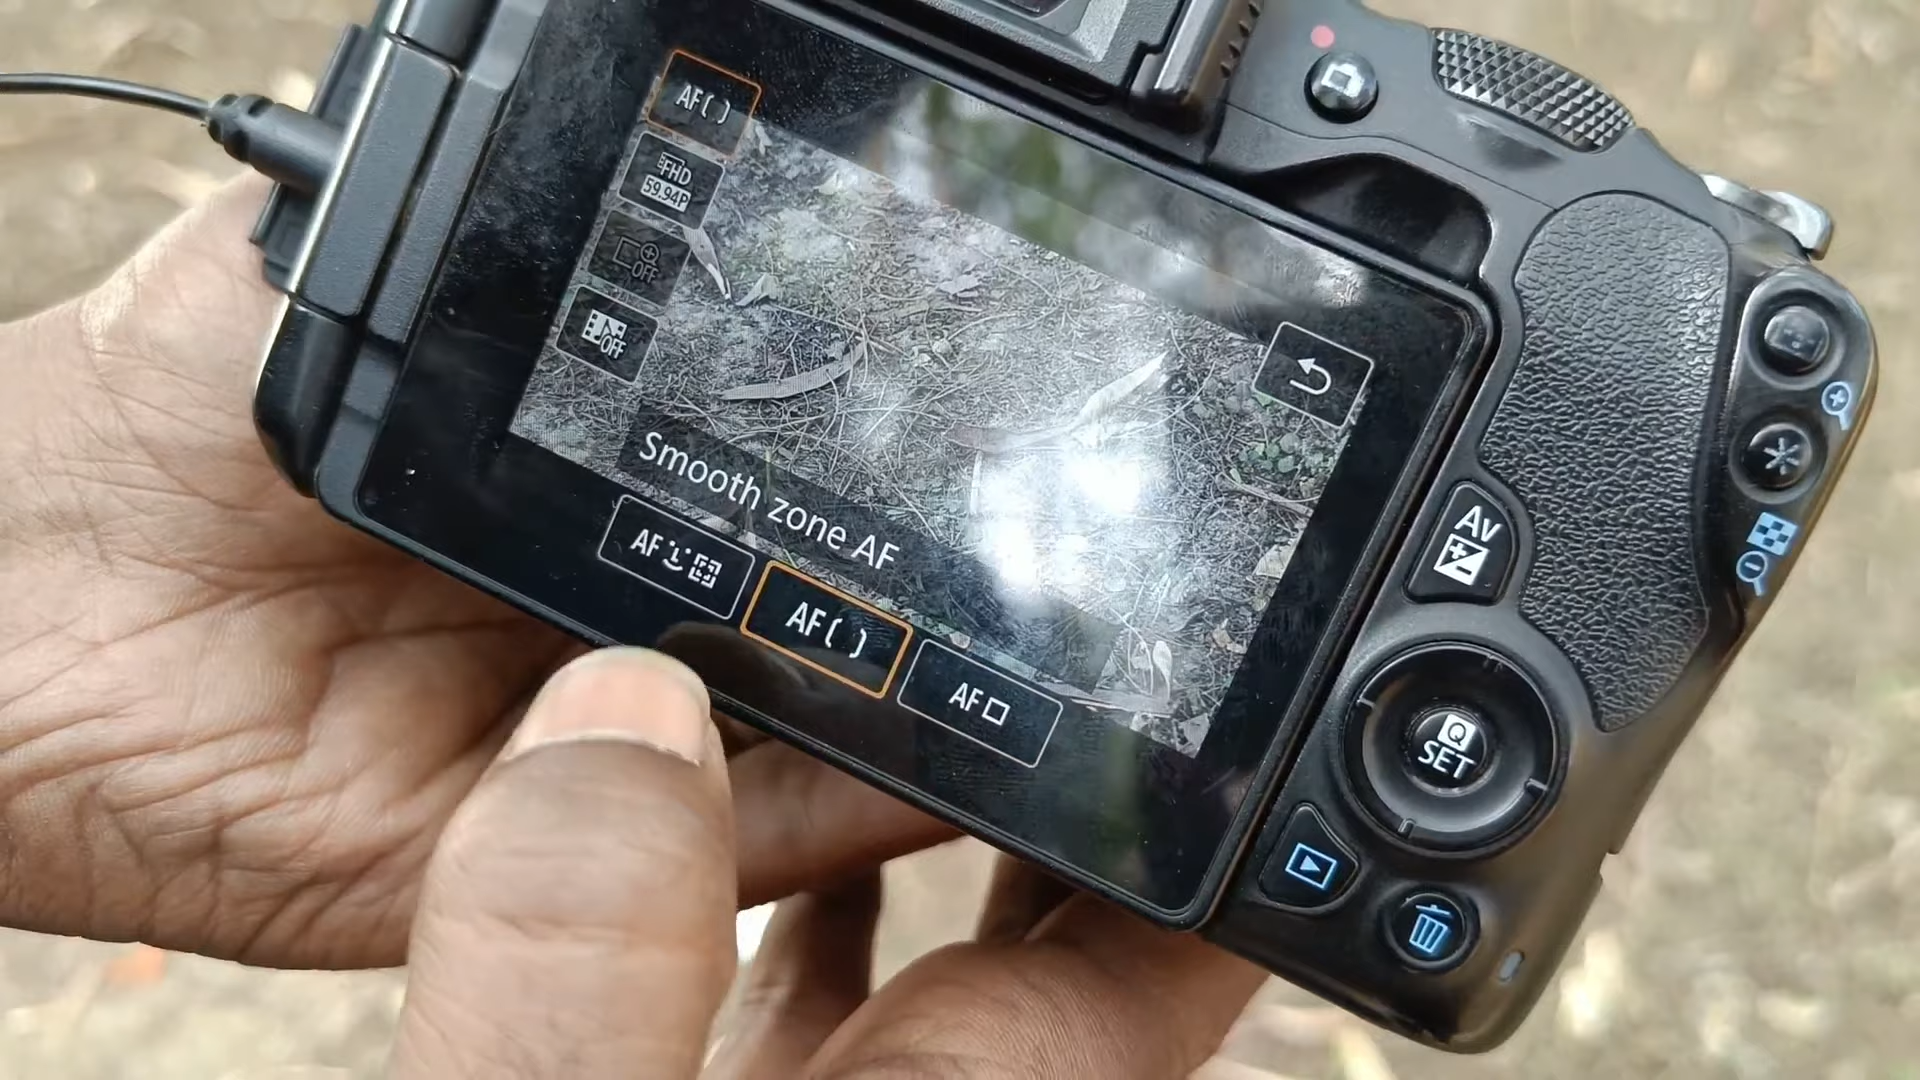 AF( )
FHD
59.94P
OFF
OFF
Smooth zone AF
AF
AF( )
AF
Av
Q
SET